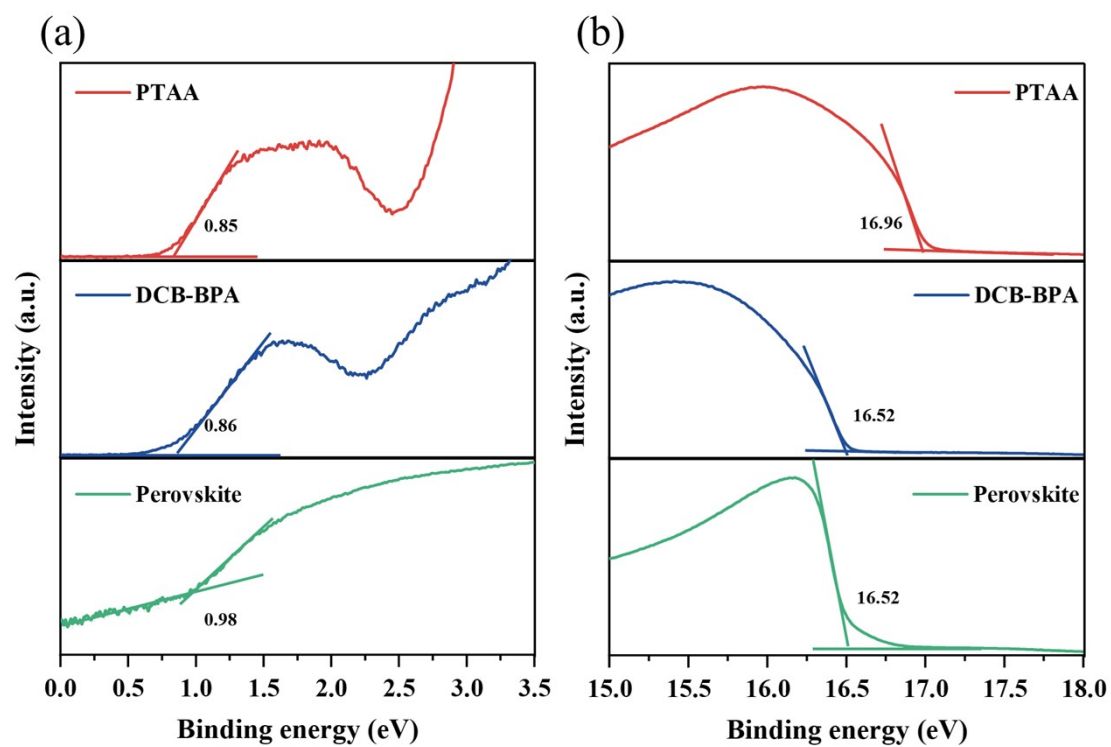 (a)
PTAA
0.85
DCB-BPA
0.86
Perovskite
0.98
Intensity (a.u.)
0.0 0.5 1.0 1.5 2.0 2.5 3.0 3.5
Binding energy (eV)
(b)
PTAA
16.96
DCB-BPA
16.52
Perovskite
16.52
Intensity (a.u.)
15.0 15.5 16.0 16.5 17.0 17.5 18.0
Binding energy (eV)